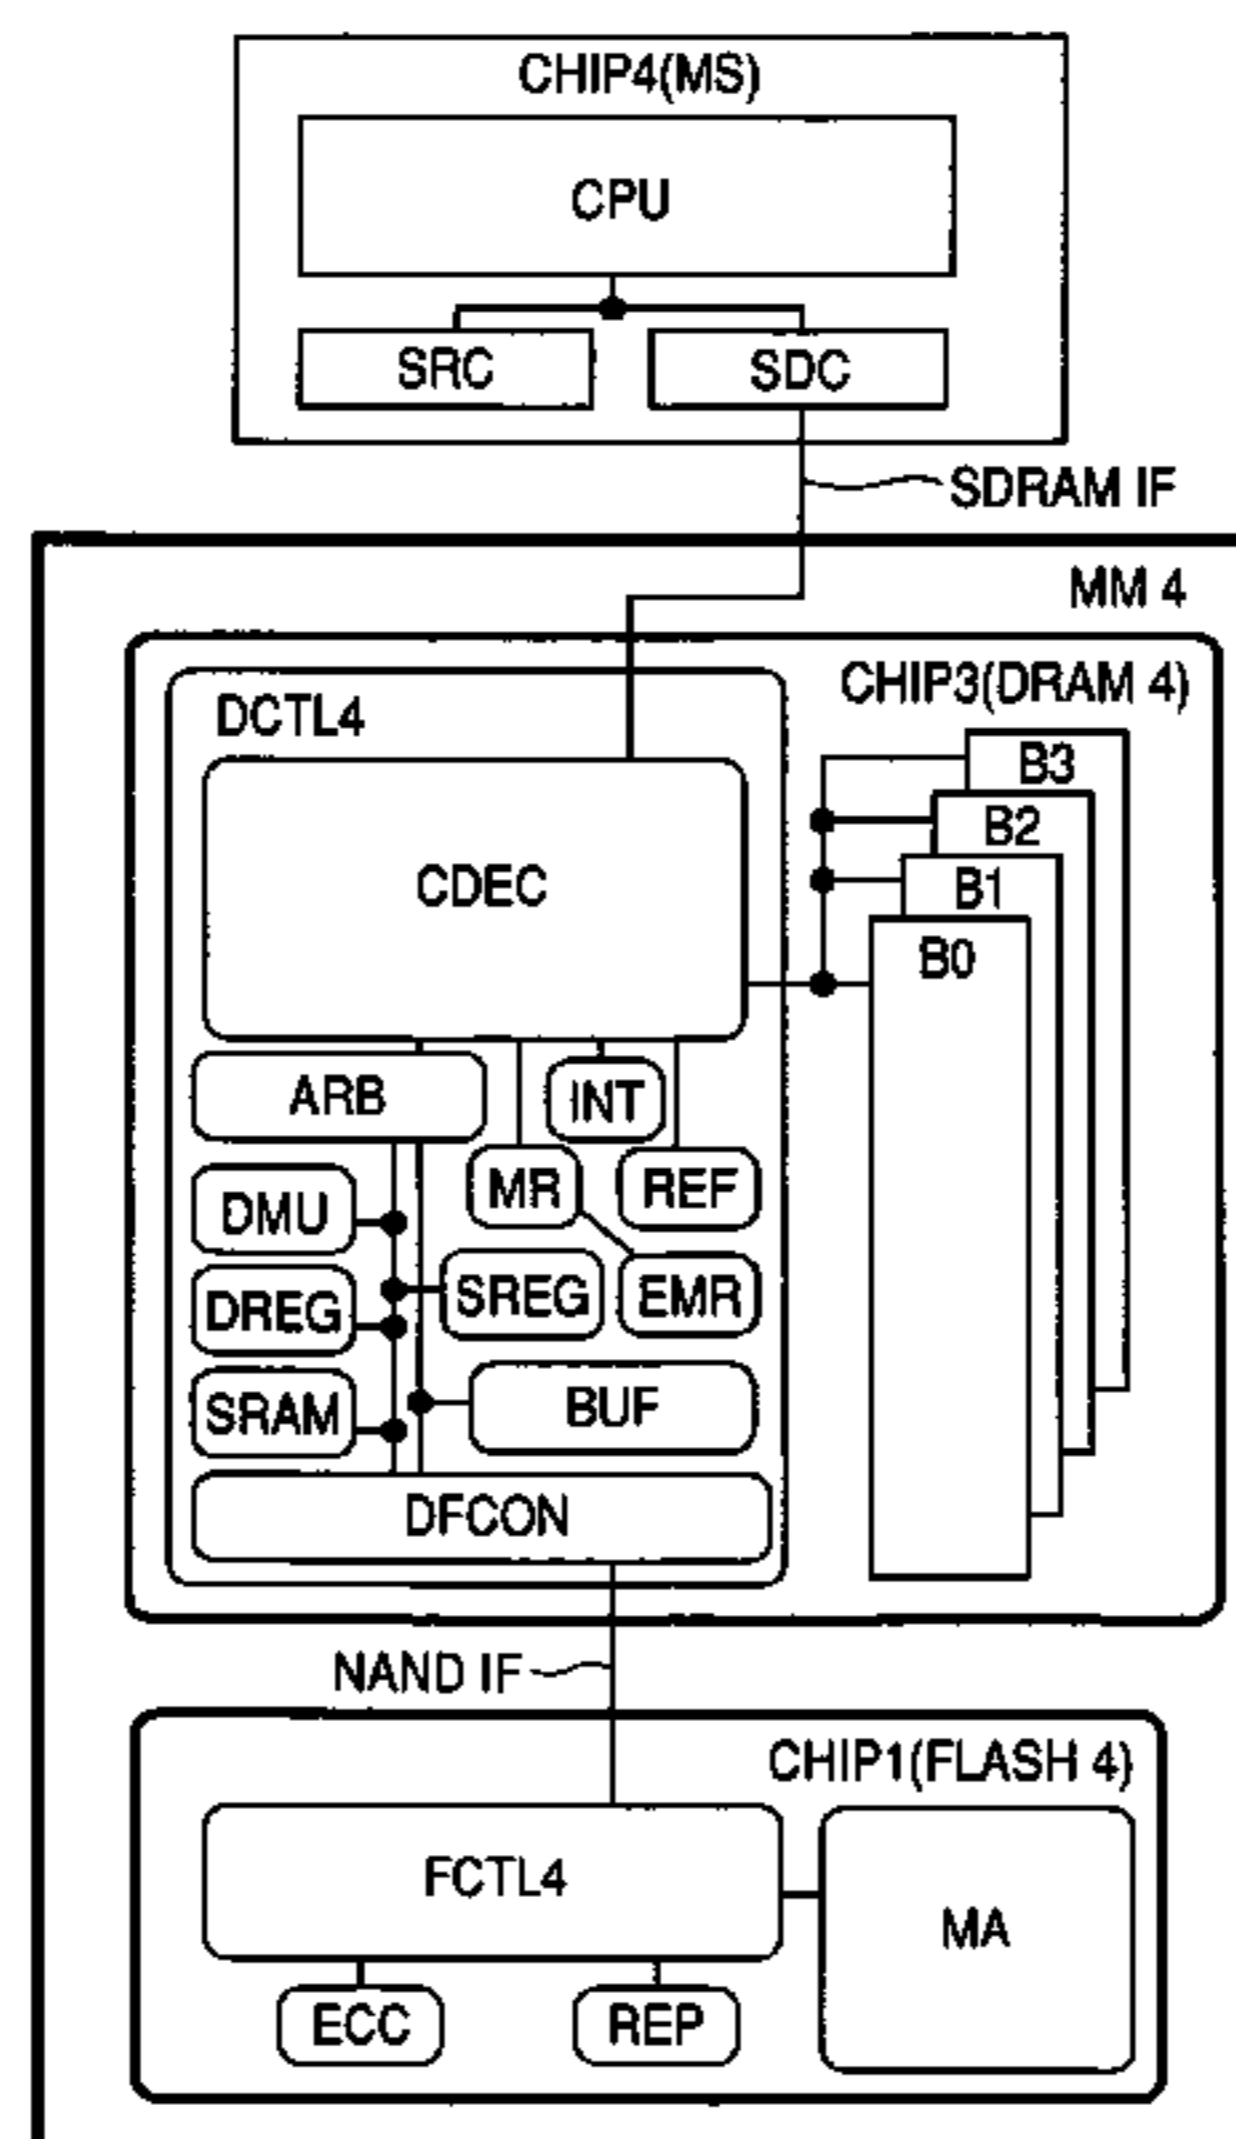 CHIP4(MS)
CPU
SRC
SDC
SDRAM IF
MM 4
CHIP3(DRAM 4)
DCTL4
B3
B2
B1
B0
CDEC
ARB
INT
MR
REF
DMU
SREG
EMR
DREG
SRAM
BUF
DFCON
NAND IF
CHIP1(FLASH 4)
FCTL4
MA
ECC
REP